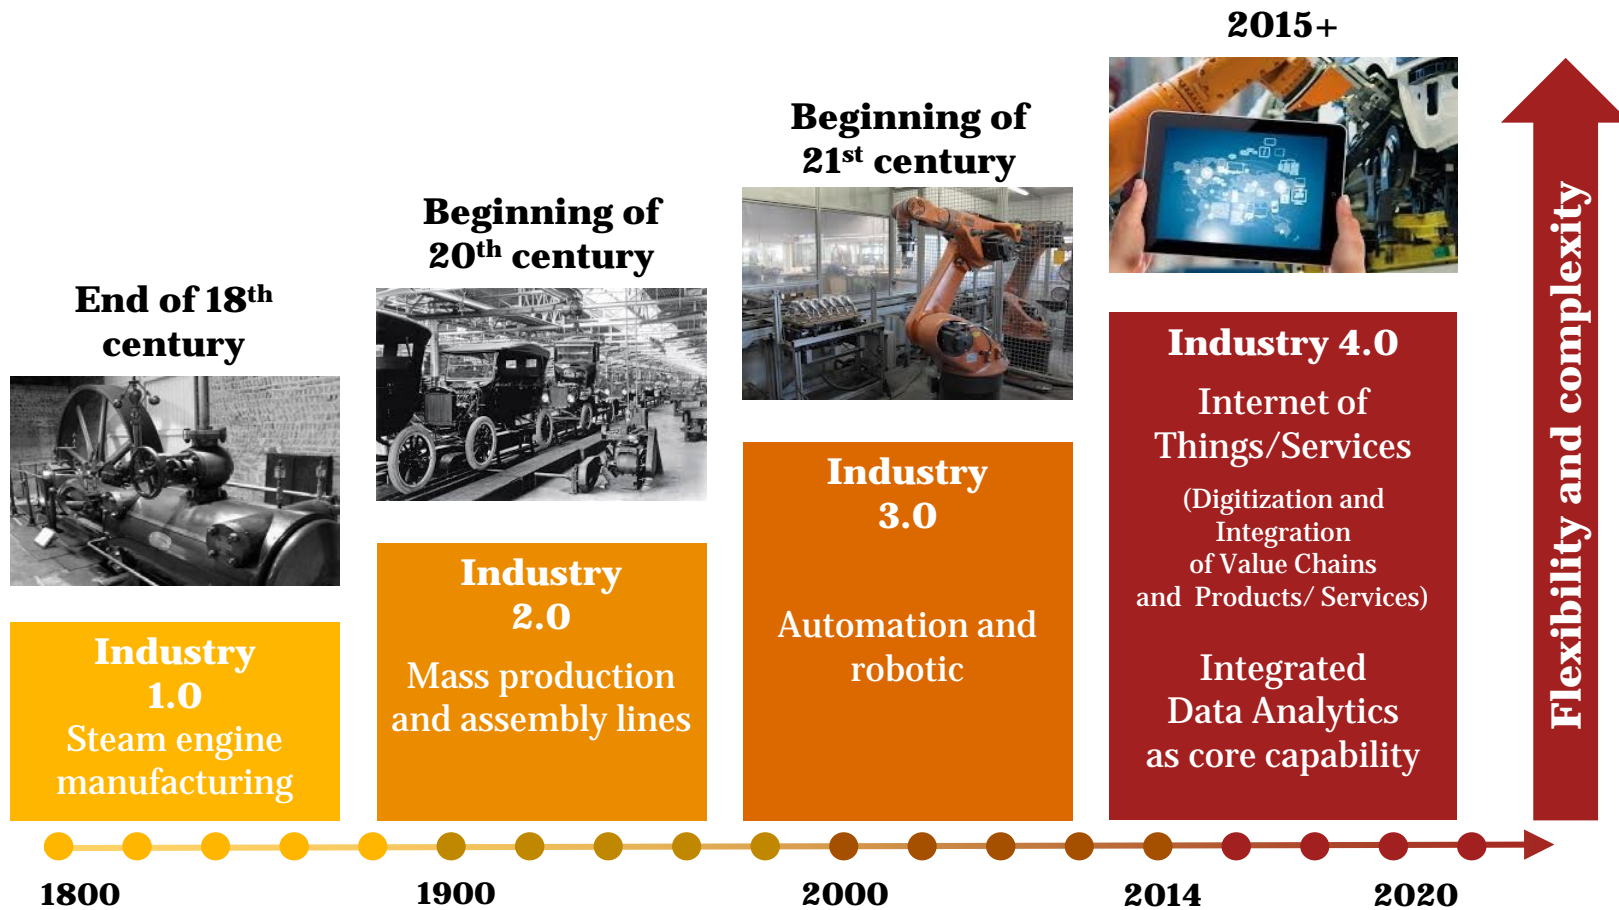 End of 18th
century
Industry
1.0
Steam engine
manufacturing
Beginning of
20th century
Industry
2.0
Mass production
and assembly lines
Beginning of
21st century
Industry
3.0
Automation and
robotic
2015+
Industry 4.0
Internet of
Things/Services
(Digitization and
Integration
of Value Chains
and Products/ Services)
Integrated
Data Analytics
as core capability
Flexibility and complexity
1800
1900
2000
2014
2020